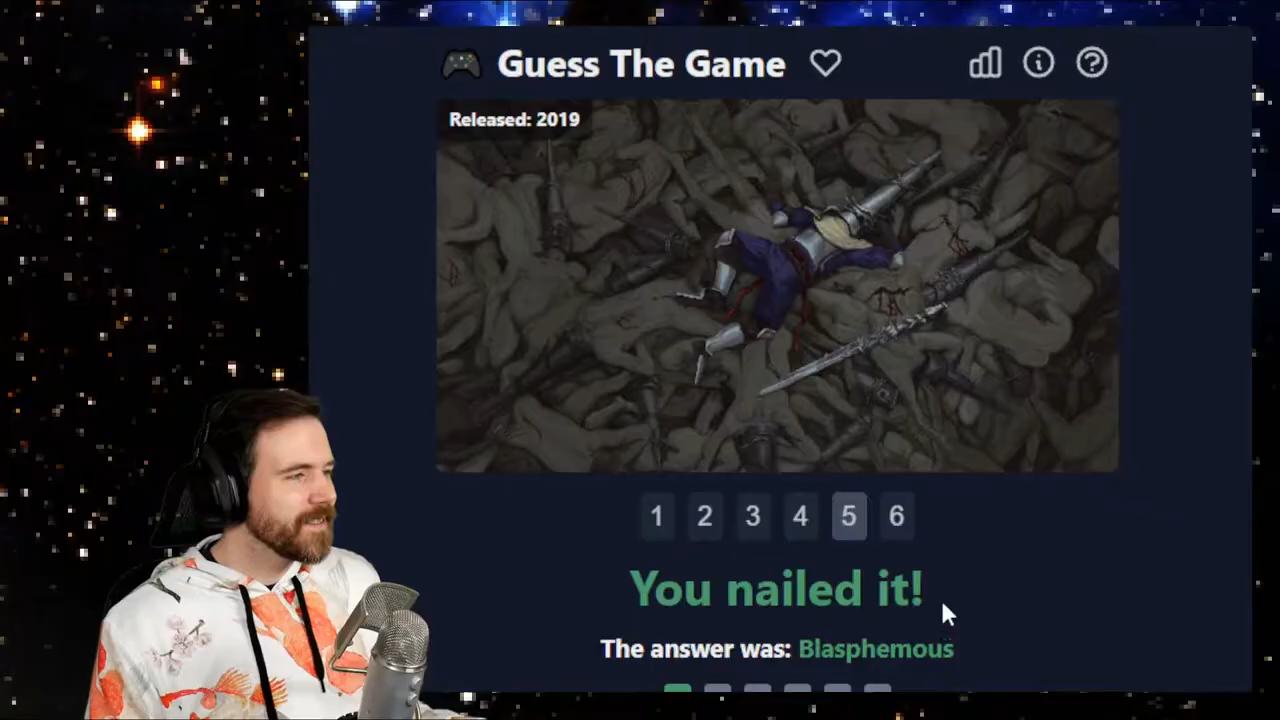 Guess The Game
Released: 2019
1 2 3 4 5 6
You nailed it!
The answer was: Blasphemous